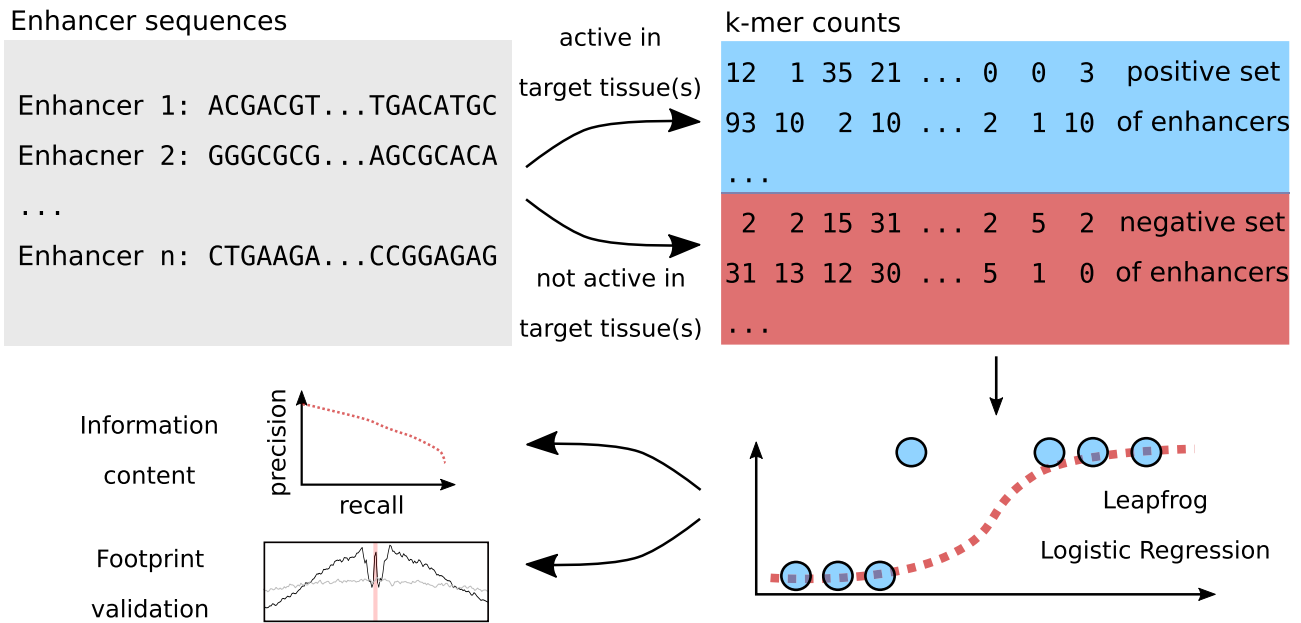 Enhancer sequences
Enhancer 1: ACGACGT...TGACATGC
Enhacner 2: GGGCGCG...AGCGCACA
...
Enhancer n: CTGAAGA...CCGGAGAG
active in
target tissue(s)
not active in
target tissue(s)
k-mer counts
12 1 35 21 ... 0 0 3 positive set
93 10 2 10 ... 2 1 10 of enhancers
...
2 2 15 31 ... 2 5 2 negative set
31 13 12 30 ... 5 1 0 of enhancers
...
Leapfrog
Logistic Regression
Information
content
precision
recall
Footprint
validation